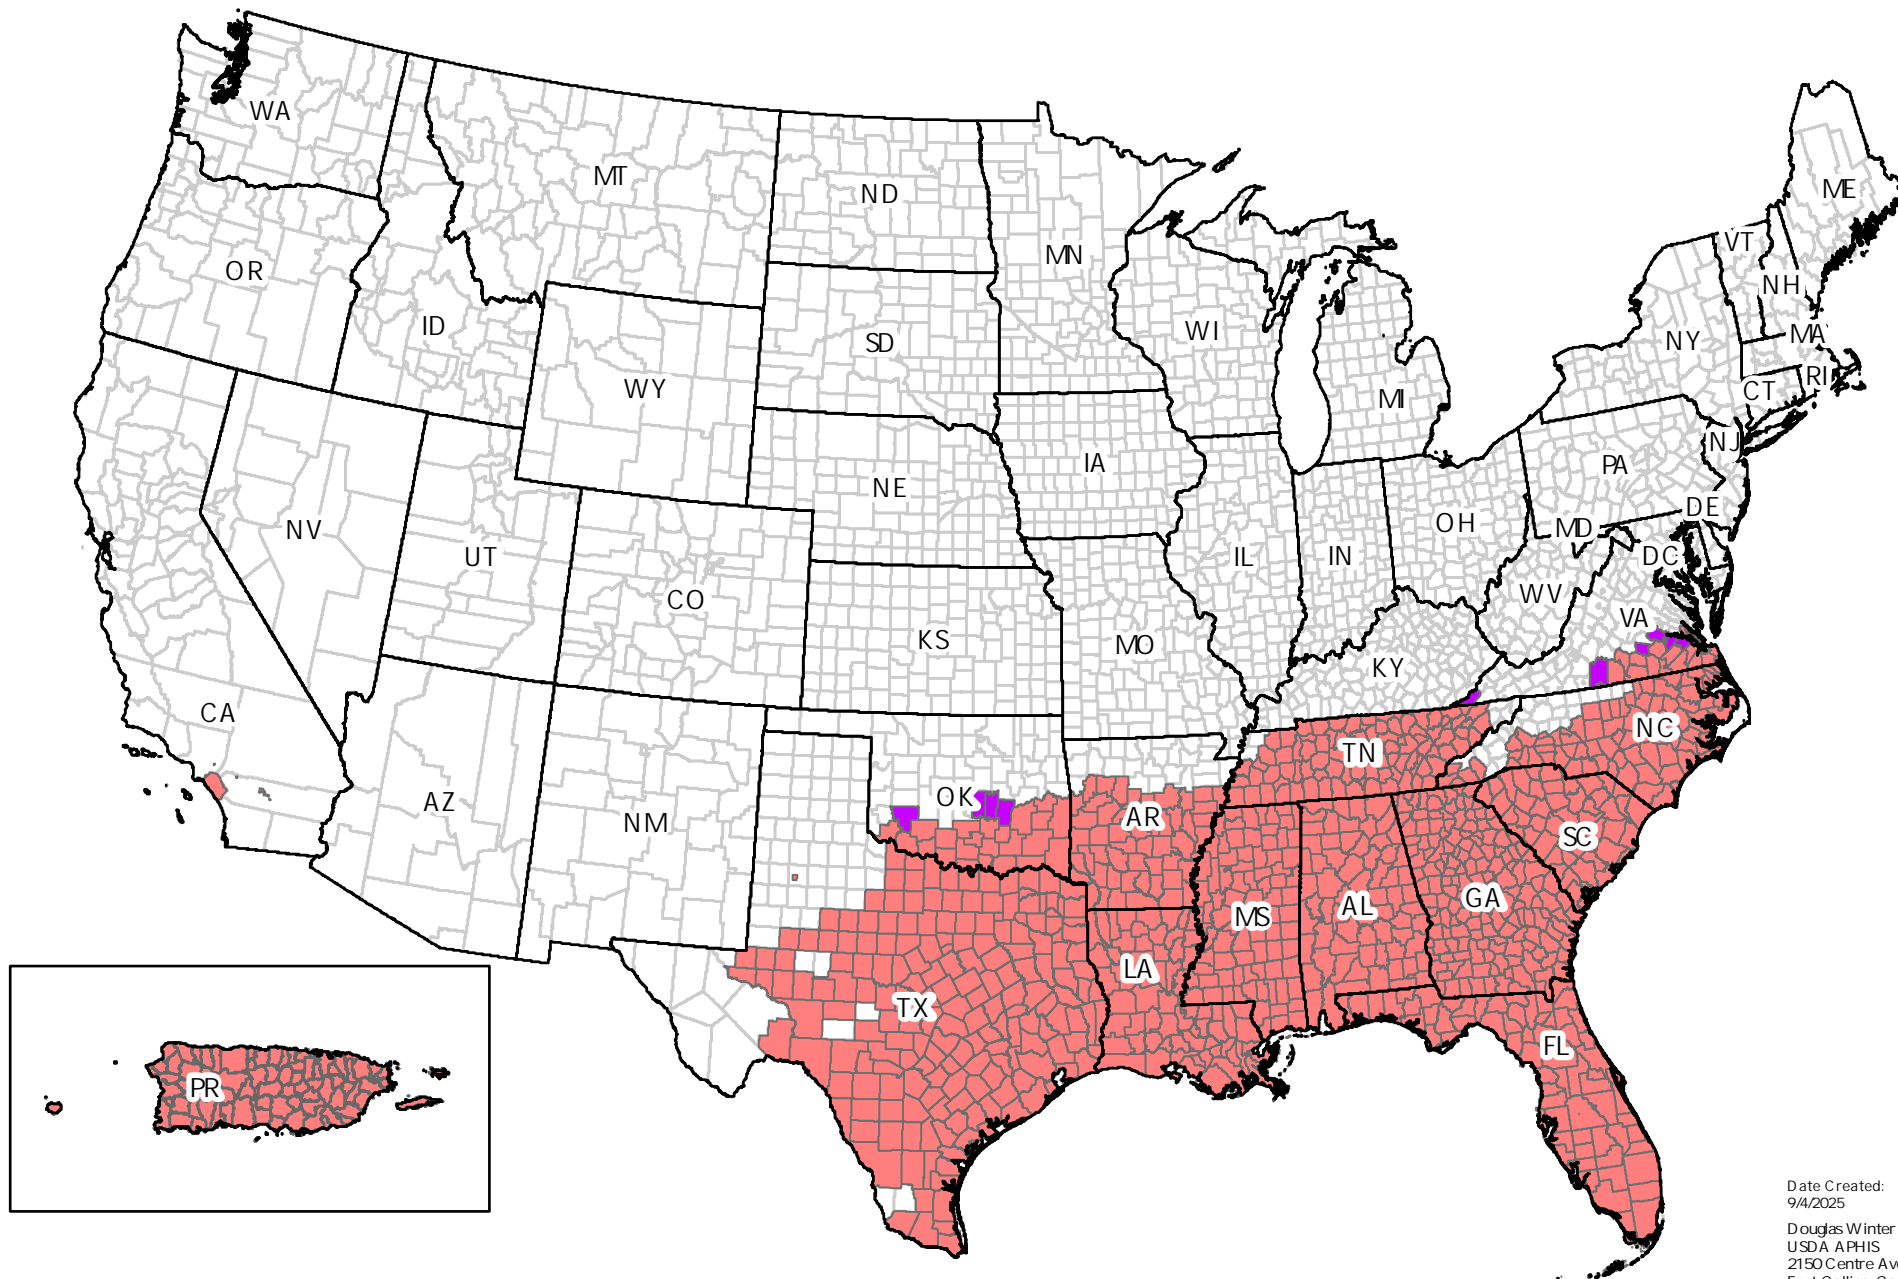 WA
MT
ND
MN
ME
VT
NH
OR
ID
SD
WI
NY
MA
WY
MI
CT
RI
NJ
IA
PA
NE
DE
NV
OH
MD
UT
IL
IN
DC
CO
WV
KS
MO
VA
KY
CA
NC
TN
AZ
OK
NM
AR
SC
GA
AL
MS
LA
TX
FL
PR
Date Created:
9/4/2025
Douglas Winter
USDA APHIS
2150 Centre Av